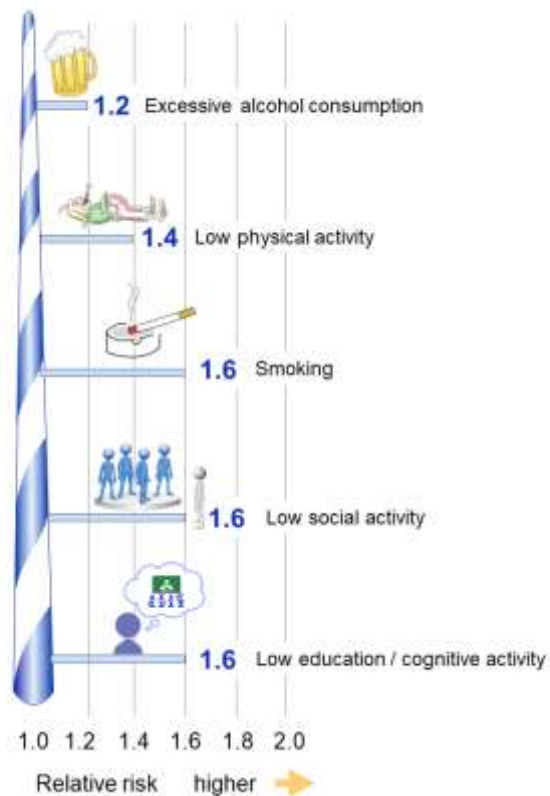 1.2 Excessive alcohol consumption
1.4 Low physical activity
1.6 Smoking
1.6 Low social activity
1.6 Low education / cognitive activity
1.0 1.2 1.4 1.6 1.8 2.0
Relative risk higher